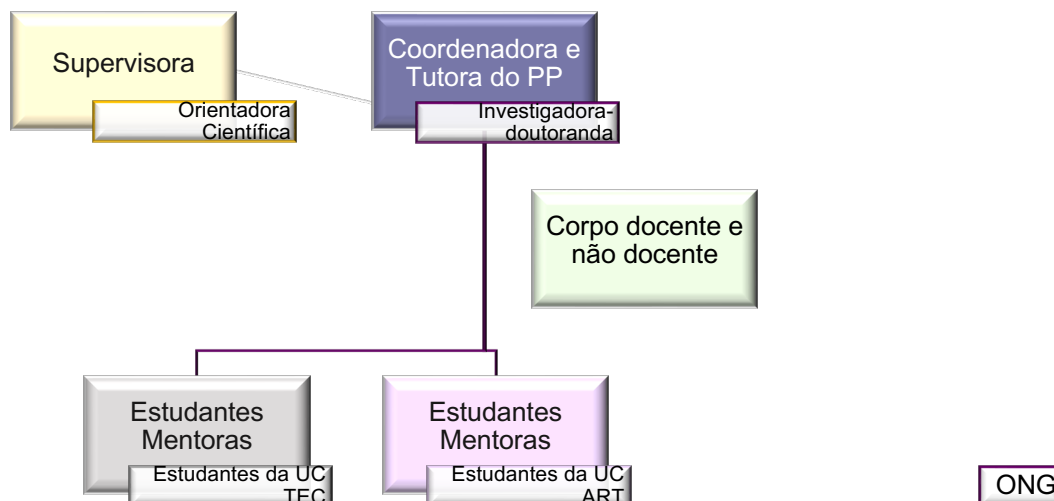 Supervisora
Orientadora
Científica
Coordenadora e
Tutora do PP
Investigadora-
doutoranda
Corpo docente e
não docente
Estudantes
Mentoras
Estudantes da UC
TEC
Estudantes
Mentoras
Estudantes da UC
ART
ONG